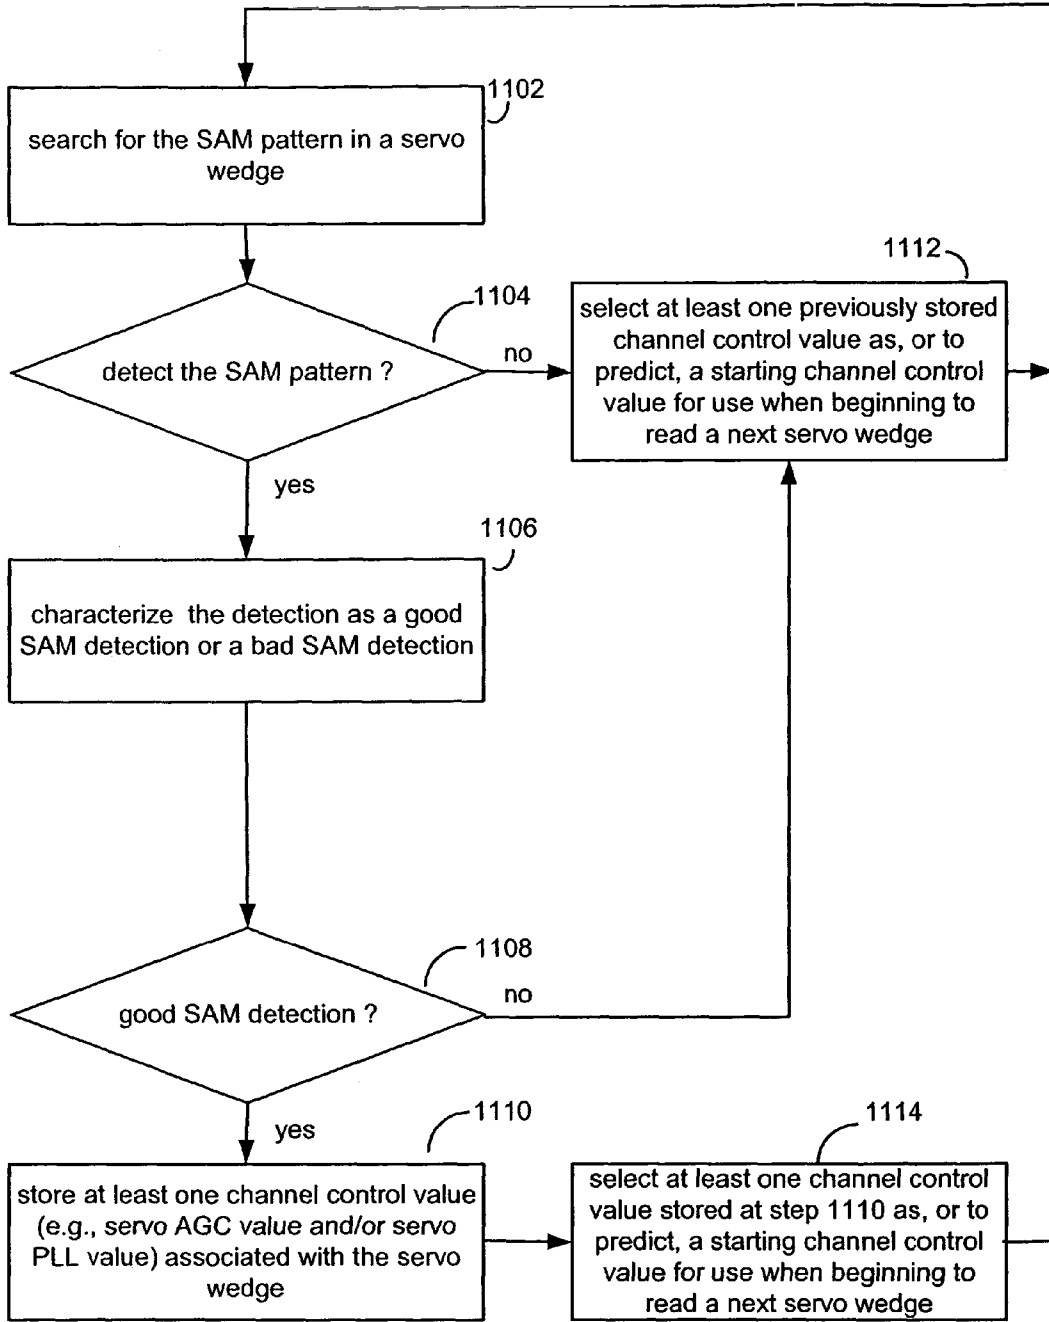 1102
search for the SAM pattern in a servo
wedge
1104
detect the SAM pattern ?
no
yes
1112
select at least one previously stored
channel control value as, or to
predict, a starting channel control
value for use when beginning to
read a next servo wedge
1106
characterize the detection as a good
SAM detection or a bad SAM detection
1108
good SAM detection ?
no
yes
1110
store at least one channel control value
(e.g., servo AGC value and/or servo
PLL value) associated with the servo
wedge
1114
select at least one channel control
value stored at step 1110 as, or to
predict, a starting channel control
value for use when beginning to
read a next servo wedge